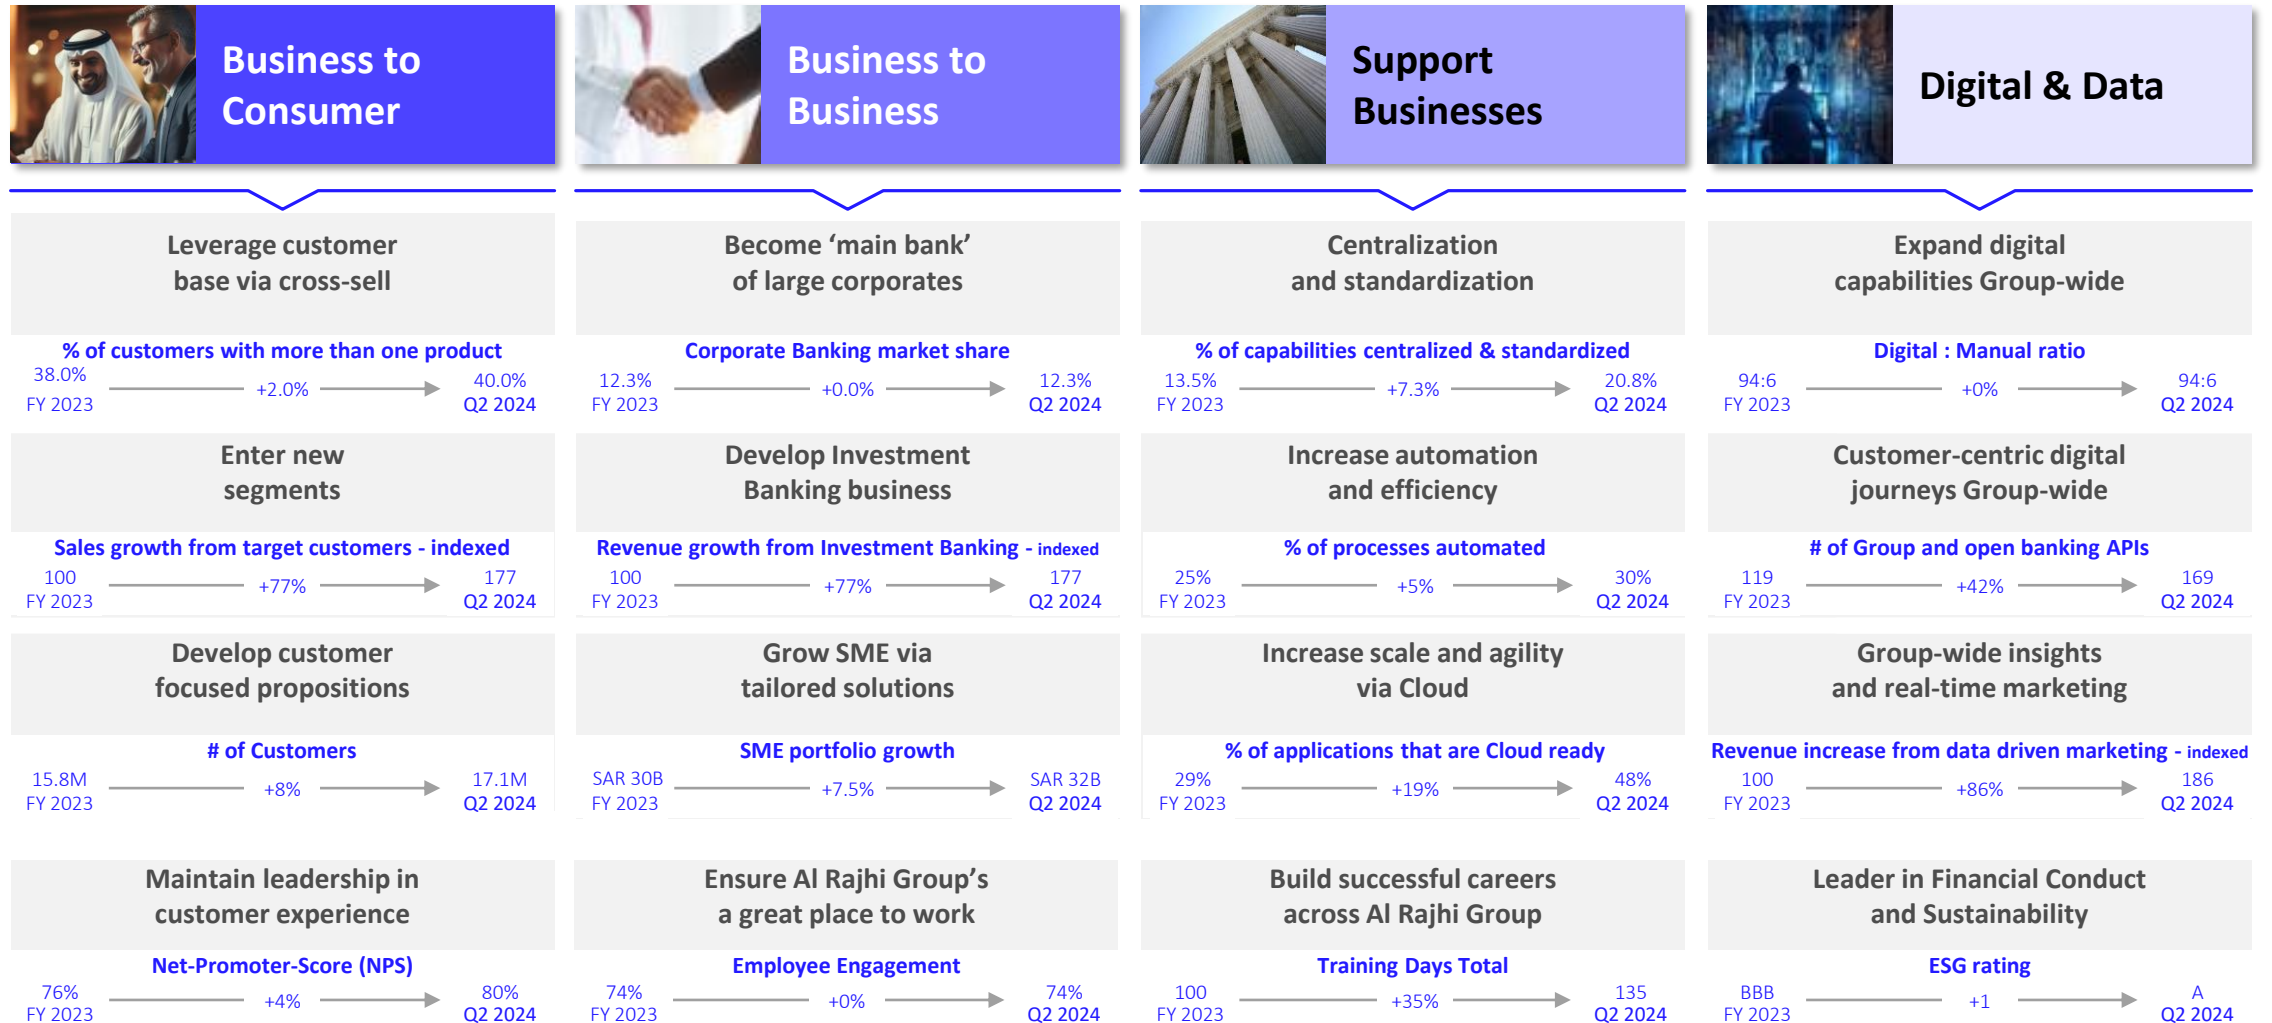 Business to
Consumer
Business to
Business
Support
Businesses
Digital & Data
Leverage customer
base via cross-sell
% of customers with more than one product
38.0%
FY 2023
+2.0%
40.0%
Q2 2024
Become ‘main bank’
of large corporates
Corporate Banking market share
12.3%
FY 2023
+0.0%
12.3%
Q2 2024
Centralization
and standardization
% of capabilities centralized & standardized
13.5%
FY 2023
+7.3%
20.8%
Q2 2024
Expand digital
capabilities Group-wide
Digital : Manual ratio
94:6
FY 2023
+0%
94:6
Q2 2024
Enter new
segments
Sales growth from target customers - indexed
100
FY 2023
+77%
177
Q2 2024
Develop Investment
Banking business
Revenue growth from Investment Banking - indexed
100
FY 2023
+77%
177
Q2 2024
Increase automation
and efficiency
% of processes automated
25%
FY 2023
+5%
30%
Q2 2024
Customer-centric digital
journeys Group-wide
# of Group and open banking APIs
119
FY 2023
+42%
169
Q2 2024
Develop customer
focused propositions
# of Customers
15.8M
FY 2023
+8%
17.1M
Q2 2024
Grow SME via
tailored solutions
SME portfolio growth
SAR 30B
FY 2023
+7.5%
SAR 32B
Q2 2024
Increase scale and agility
via Cloud
% of applications that are Cloud ready
29%
FY 2023
+19%
48%
Q2 2024
Group-wide insights
and real-time marketing
Revenue increase from data driven marketing - indexed
100
FY 2023
+86%
186
Q2 2024
Maintain leadership in
customer experience
Net-Promoter-Score (NPS)
76%
FY 2023
+4%
80%
Q2 2024
Ensure Al Rajhi Group’s
a great place to work
Employee Engagement
74%
FY 2023
+0%
74%
Q2 2024
Build successful careers
across Al Rajhi Group
Training Days Total
100
FY 2023
+35%
135
Q2 2024
Leader in Financial Conduct
and Sustainability
ESG rating
BBB
FY 2023
+1
A
Q2 2024